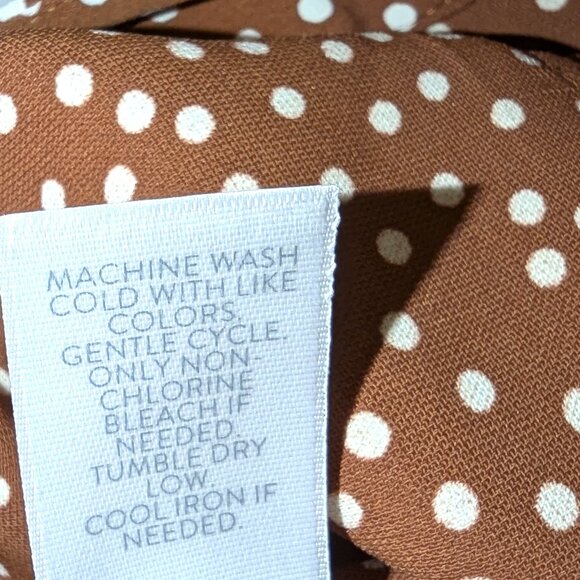 MACHINE WASH
COLD WITH LIKE
COLORS.
GENTLE CYCLE.
ONLY NON-
CHLORINE
BLEACH IF
NEEDED.
TUMBLE DRY
LOW.
COOL IRON IF
NEEDED.